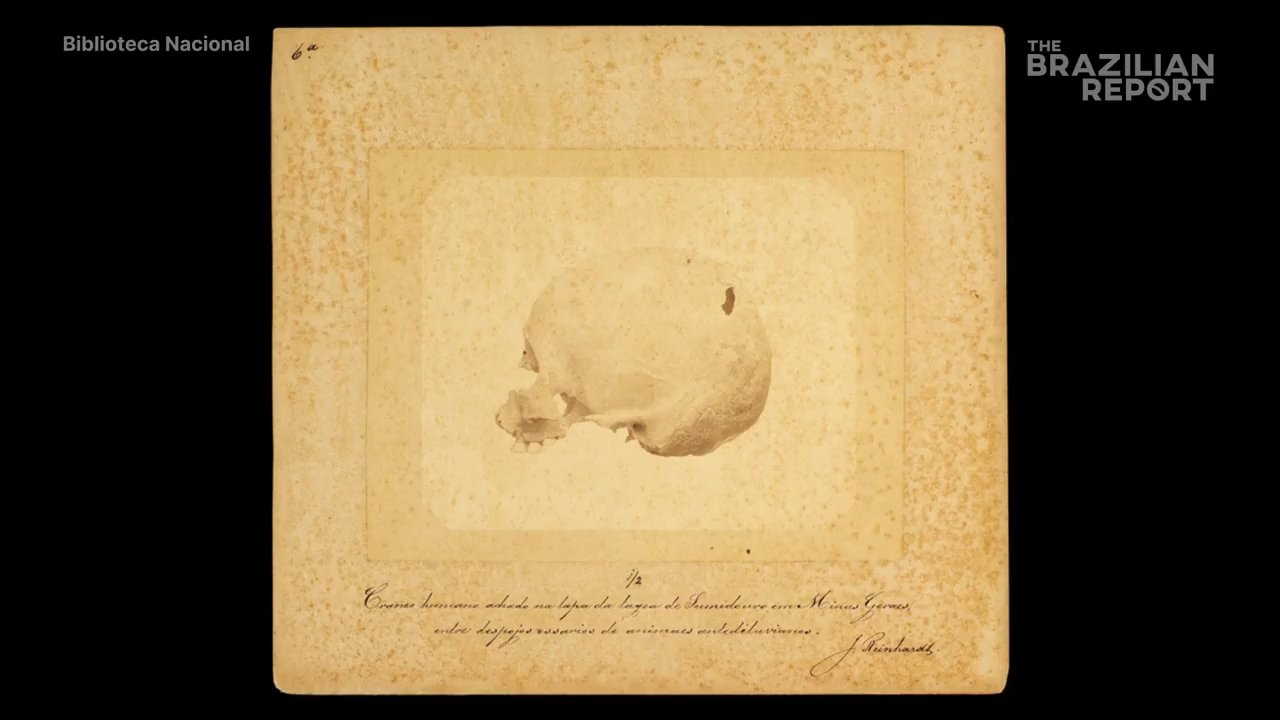 Biblioteca Nacional
THE
BRAZILIAN
REPORT
6ª
1/2
Craneo humano achado na lapa da lagoa de Sumidouro em Minas Geraes,
entre despojos ossarios de animaes antediluvianos.
J. Reinhardt.